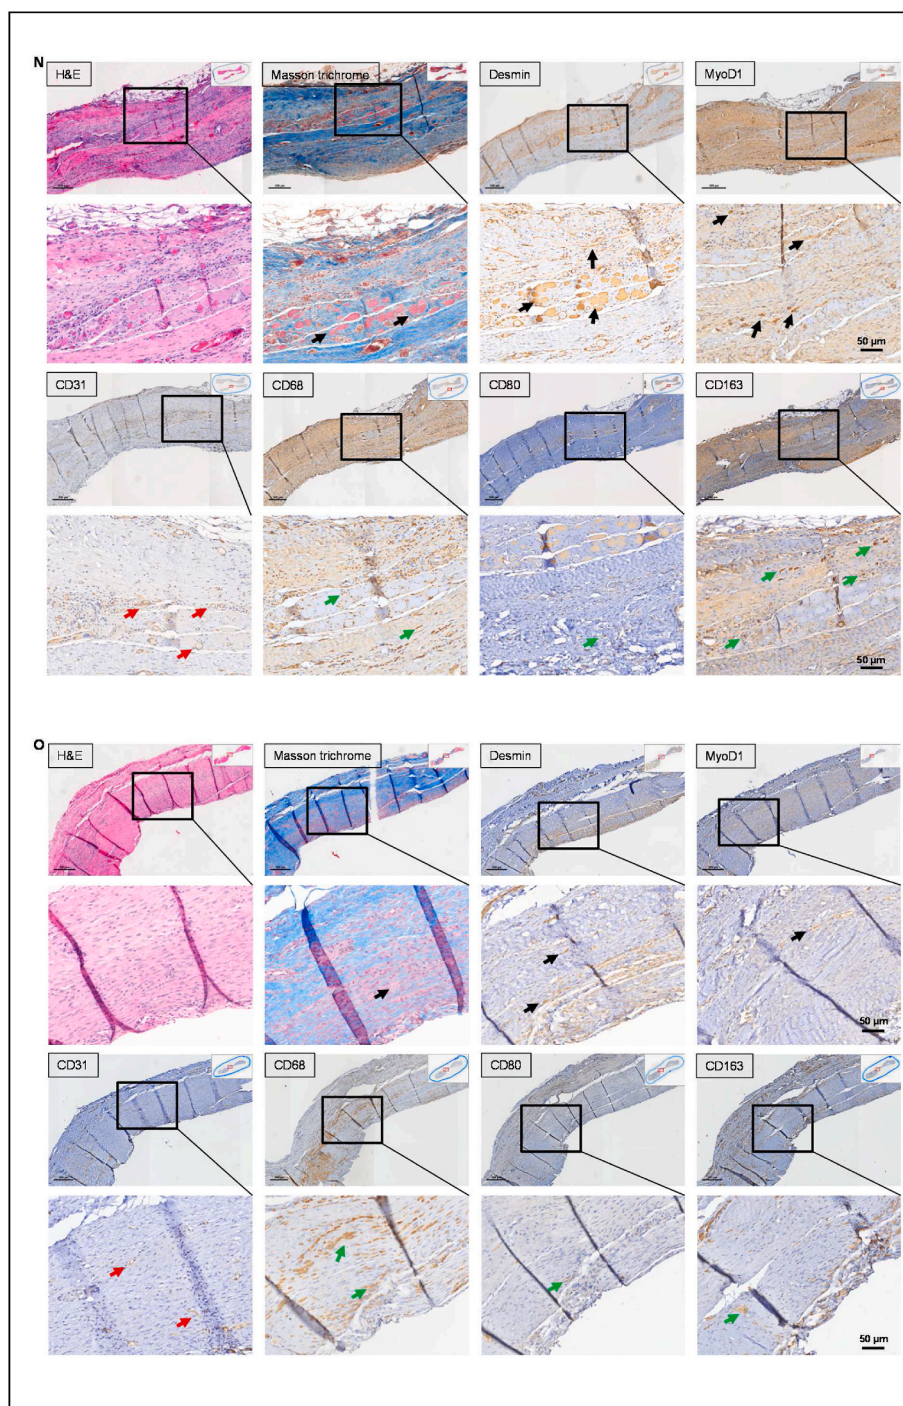 N
H&E
Masson trichrome
Desmin
MyoD1
50 µm
CD31
CD68
CD80
CD163
50 µm
O
H&E
Masson trichrome
Desmin
MyoD1
50 µm
CD31
CD68
CD80
CD163
50 µm